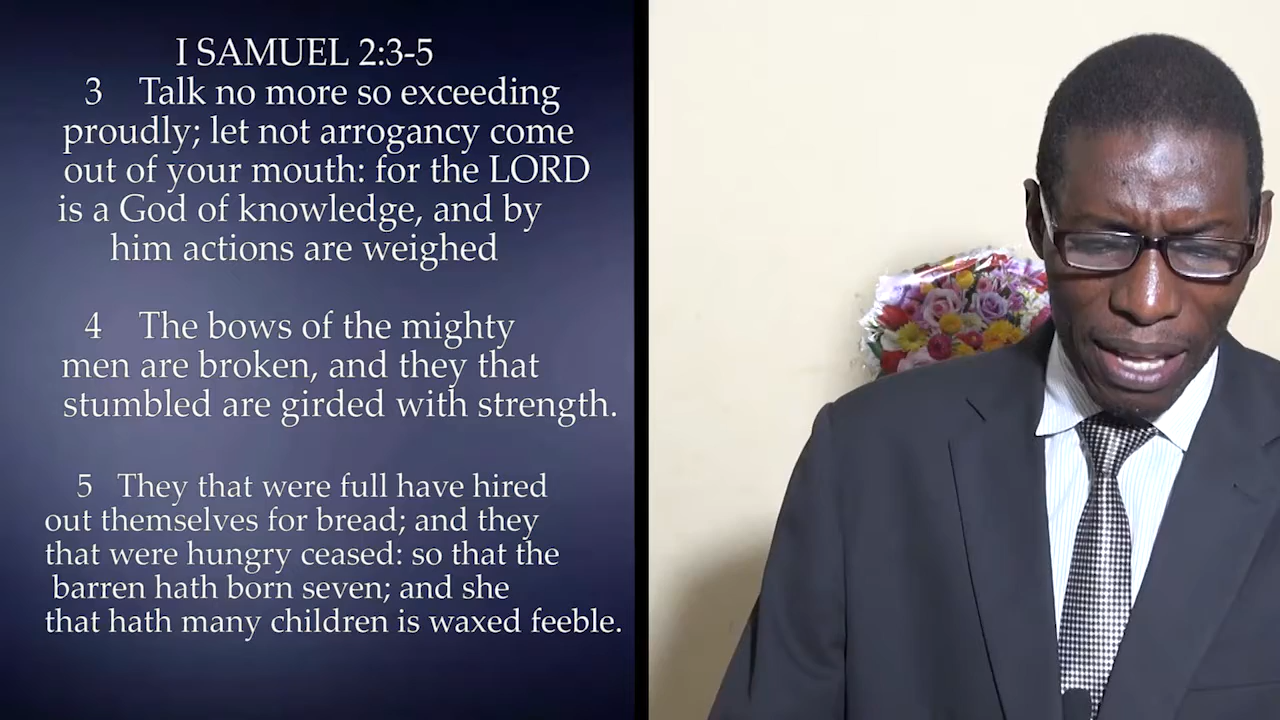 I SAMUEL 2:3-5
3 Talk no more so exceeding
proudly; let not arrogancy come
out of your mouth: for the LORD
is a God of knowledge, and by
him actions are weighed
4 The bows of the mighty
men are broken, and they that
stumbled are girded with strength.
5 They that were full have hired
out themselves for bread; and they
that were hungry ceased: so that the
barren hath born seven; and she
that hath many children is waxed feeble.